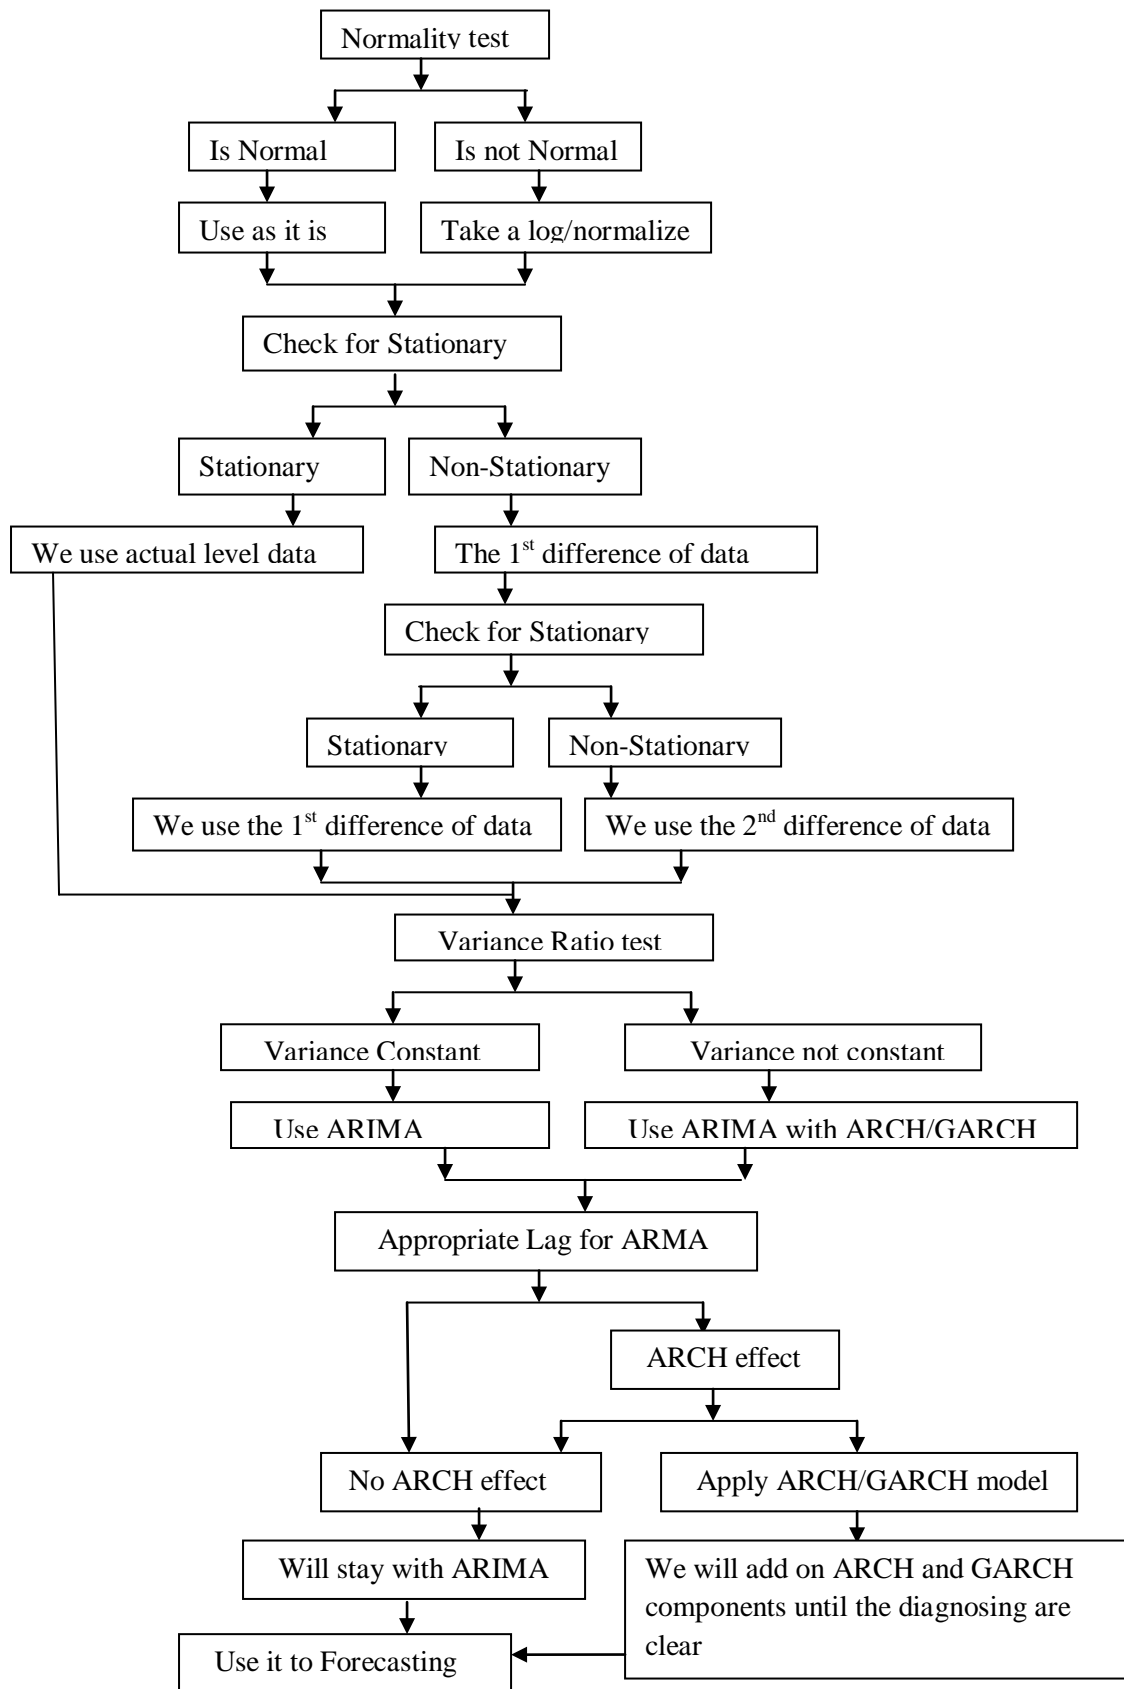 Normality test
Is Normal
Is not Normal
Use as it is
Take a log/normalize
Check for Stationary
Stationary
Non-Stationary
We use actual level data
The 1st difference of data
Check for Stationary
Stationary
Non-Stationary
We use the 1st difference of data
We use the 2nd difference of data
Variance Ratio test
Variance Constant
Variance not constant
Use ARIMA
Use ARIMA with ARCH/GARCH
Appropriate Lag for ARMA
ARCH effect
No ARCH effect
Apply ARCH/GARCH model
Will stay with ARIMA
We will add on ARCH and GARCH
components until the diagnosing are
clear
Use it to Forecasting